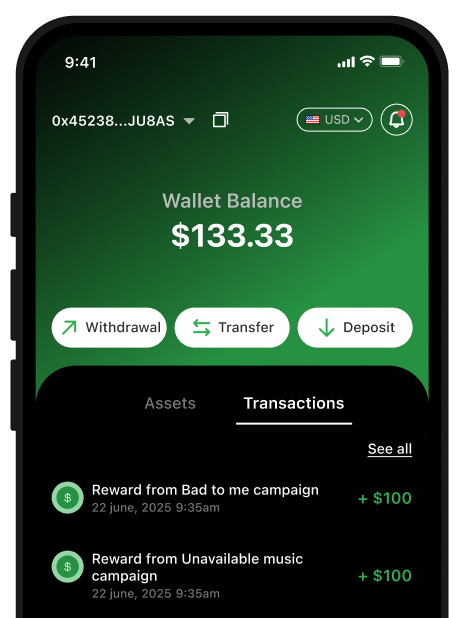 9:41
0x45238...JU8AS
USD
Wallet Balance
$133.33
Withdrawal
Transfer
Deposit
Assets
Transactions
See all
$
Reward from Bad to me campaign
22 june, 2025 9:35am
+ $100
$
Reward from Unavailable music
campaign
22 june, 2025 9:35am
+ $100